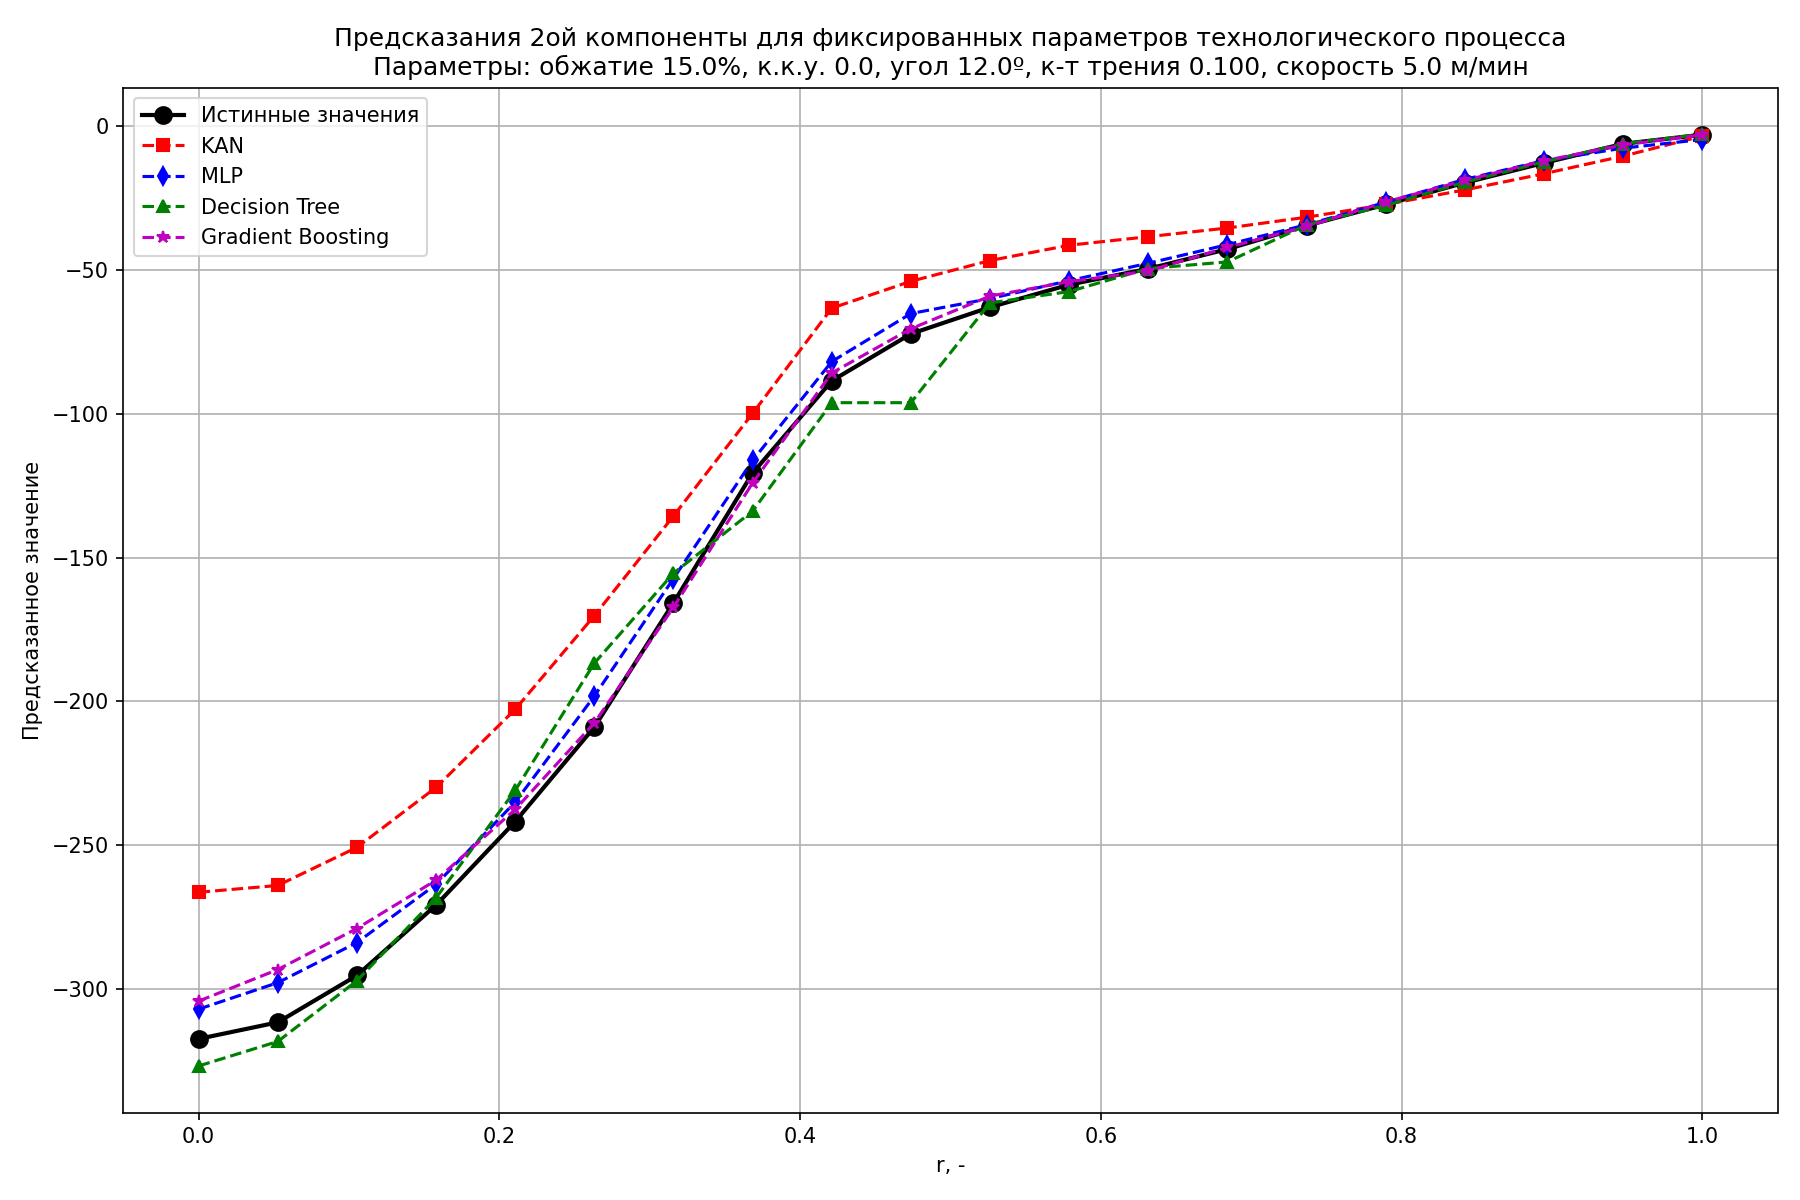 Предсказания 2ой компоненты для фиксированных параметров технологического процесса
Параметры: обжатие 15.0%, к.к.у. 0.0, угол 12.0º, к-т трения 0.100, скорость 5.0 м/мин
Истинные значения
KAN
MLP
Decision Tree
Gradient Boosting
Предсказанное значение
0
−50
−100
−150
−200
−250
−300
0.0
0.2
0.4
0.6
0.8
1.0
r, -